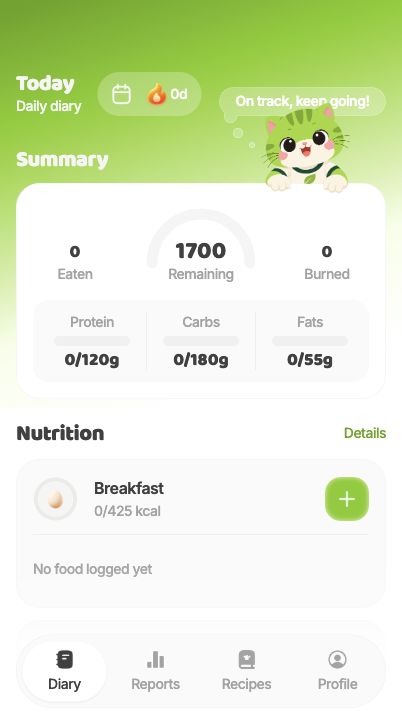 Today
Daily diary
0d
On track, keep going!
Summary
0
Eaten
1700
Remaining
0
Burned
Protein
0/120g
Carbs
0/180g
Fats
0/55g
Nutrition
Details
Breakfast
0/425 kcal
No food logged yet
Diary
Reports
Recipes
Profile